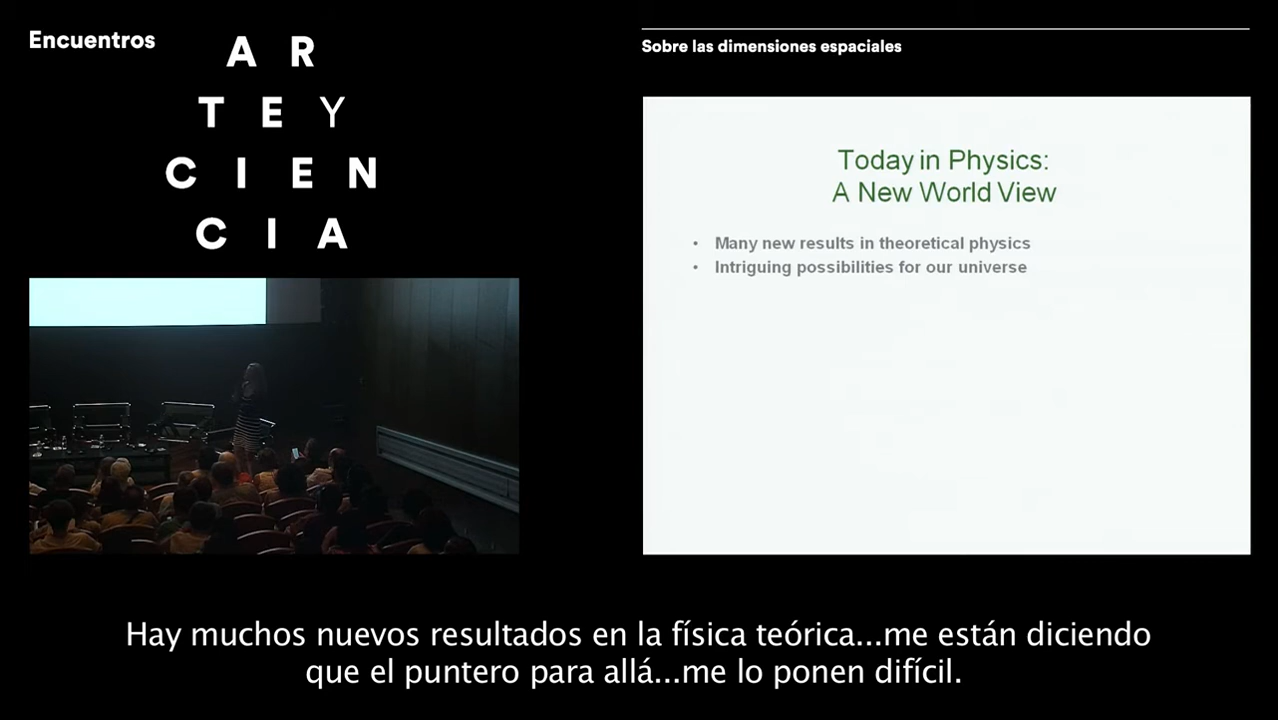 Encuentros
A R
T E Y
C I E N
C I A
Sobre las dimensiones espaciales
Today in Physics:
A New World View
• Many new results in theoretical physics
• Intriguing possibilities for our universe
Hay muchos nuevos resultados en la física teórica...me están diciendo
que el puntero para allá...me lo ponen difícil.